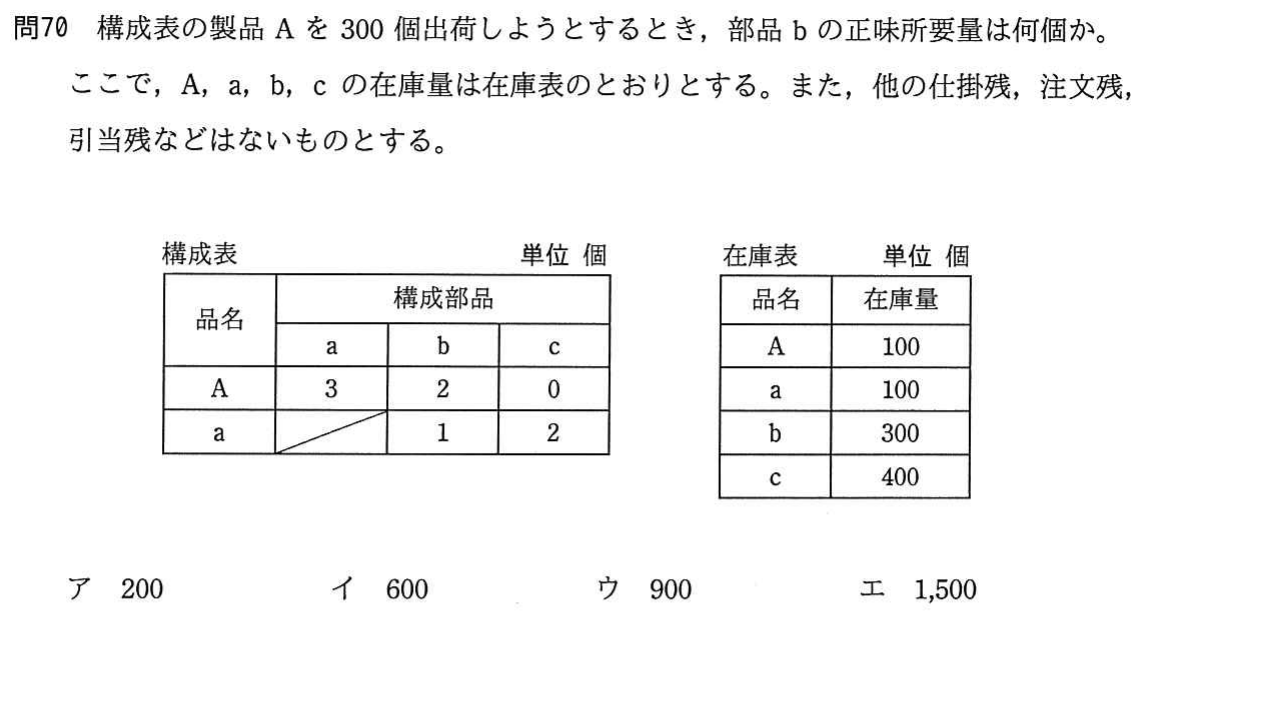 問70 構成表の製品 A を 300 個出荷しようとするとき，部品 b の正味所要量は何個か。
ここで，A，a，b，c の在庫量は在庫表のとおりとする。また，他の仕掛残，注文残，
引当残などはないものとする。
構成表 単位 個
品名 構成部品
a b c
A 3 2 0
a 1 2
在庫表 単位 個
品名 在庫量
A 100
a 100
b 300
c 400
ア 200 イ 600 ウ 900 エ 1,500